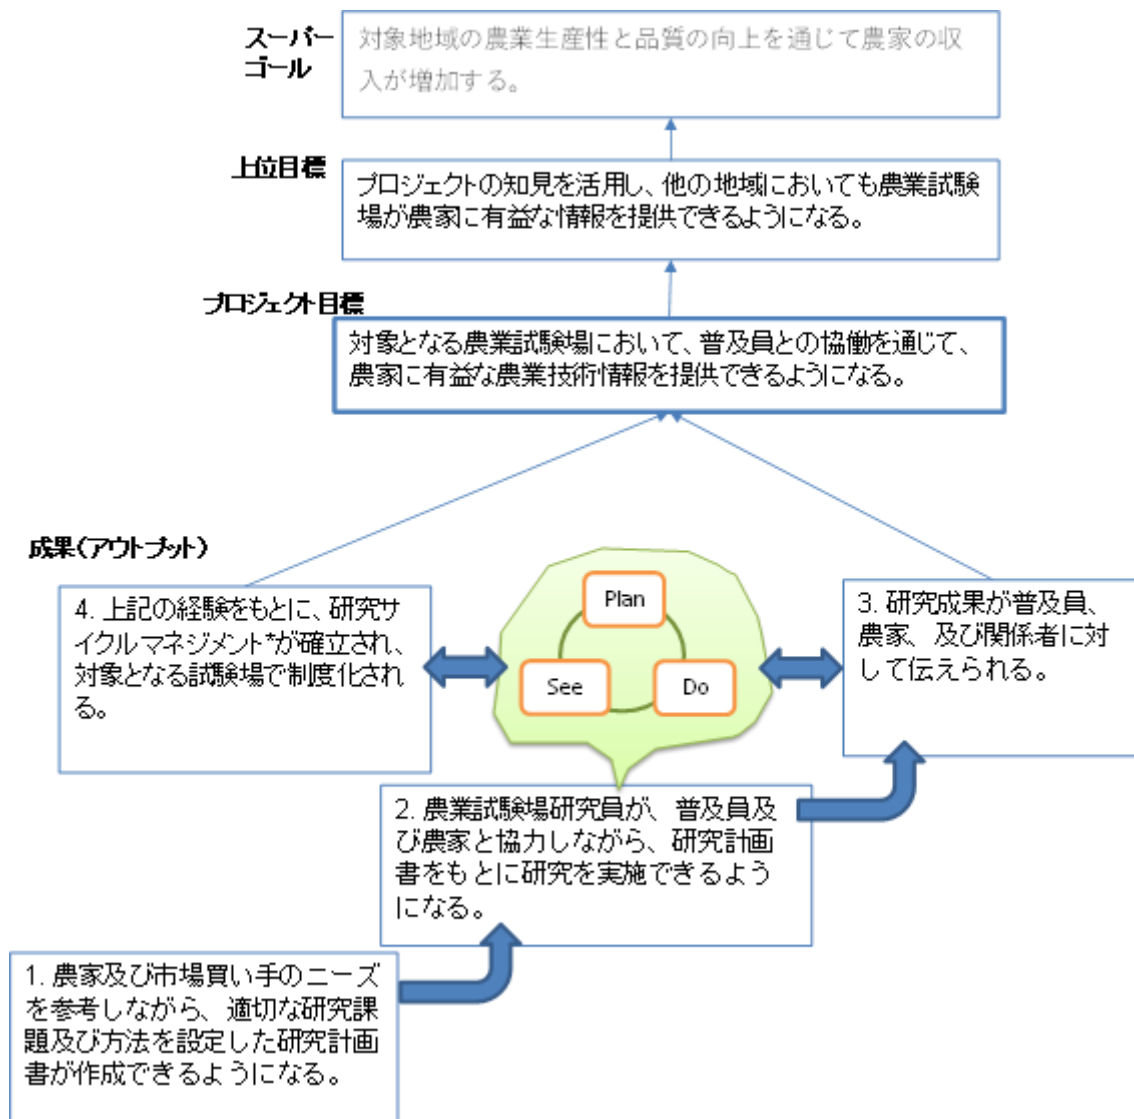 スーパー
ゴール
対象地域の農業生産性と品質の向上を通じて農家の収
入が増加する。
上位目標
プロジェクトの知見を活用し、他の地域においても農業試験
場が農家に有益な情報を提供できるようになる。
プロジェクト目標
対象となる農業試験場において、普及員との協働を通じて、
農家に有益な農業技術情報を提供できるようになる。
成果(アウトプット)
4. 上記の経験をもとに、研究サ
イクルマネジメント*が確立され、
対象となる試験場で制度化され
る。
Plan
See
Do
3. 研究成果が普及員、
農家、及び関係者に対
して伝えられる。
2. 農業試験場研究員が、普及員及
び農家と協力しながら、研究計画
書をもとに研究を実施できるよう
になる。
1. 農家及び市場買い手のニーズ
を参考しながら、適切な研究課
題及び方法を設定した研究計画
書が作成できるようになる。